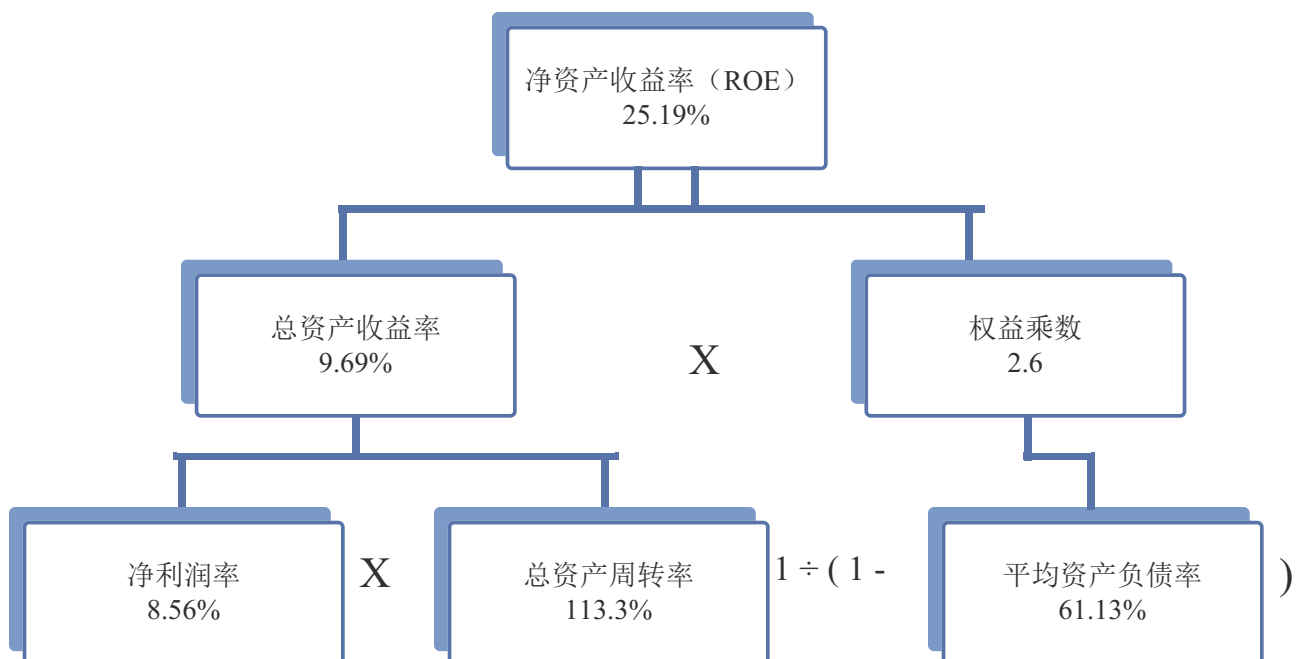 净资产收益率（ROE）
25.19%
总资产收益率
9.69%
X
权益乘数
2.6
净利润率
8.56%
X
总资产周转率
113.3%
1 ÷ ( 1 -
平均资产负债率
61.13%
)